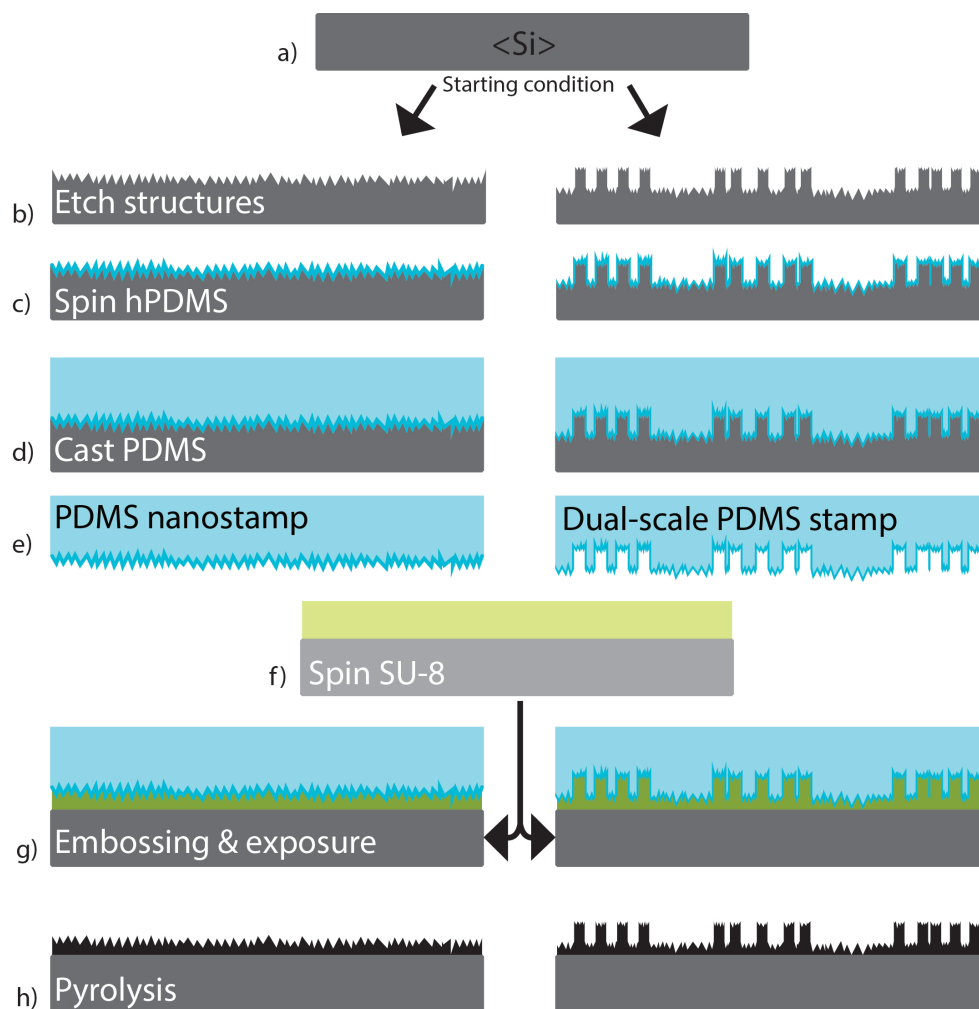 a)
<Si>
Starting condition
b)
Etch structures
c)
Spin hPDMS
d)
Cast PDMS
e)
PDMS nanostamp
Dual-scale PDMS stamp
f)
Spin SU-8
g)
Embossing & exposure
h)
Pyrolysis